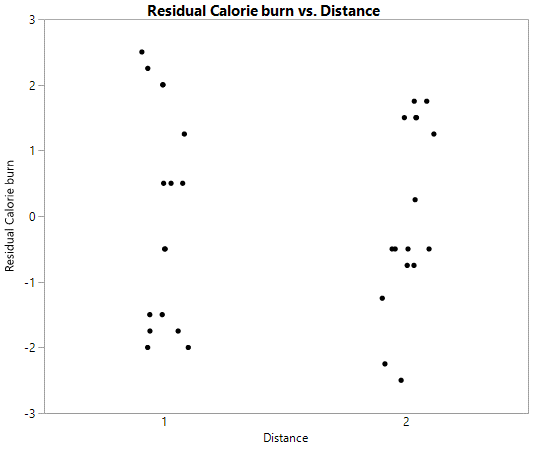 Residual Calorie burn vs. Distance
3
2
1
0
-1
-2
-3
Residual Calorie burn
1 2
Distance